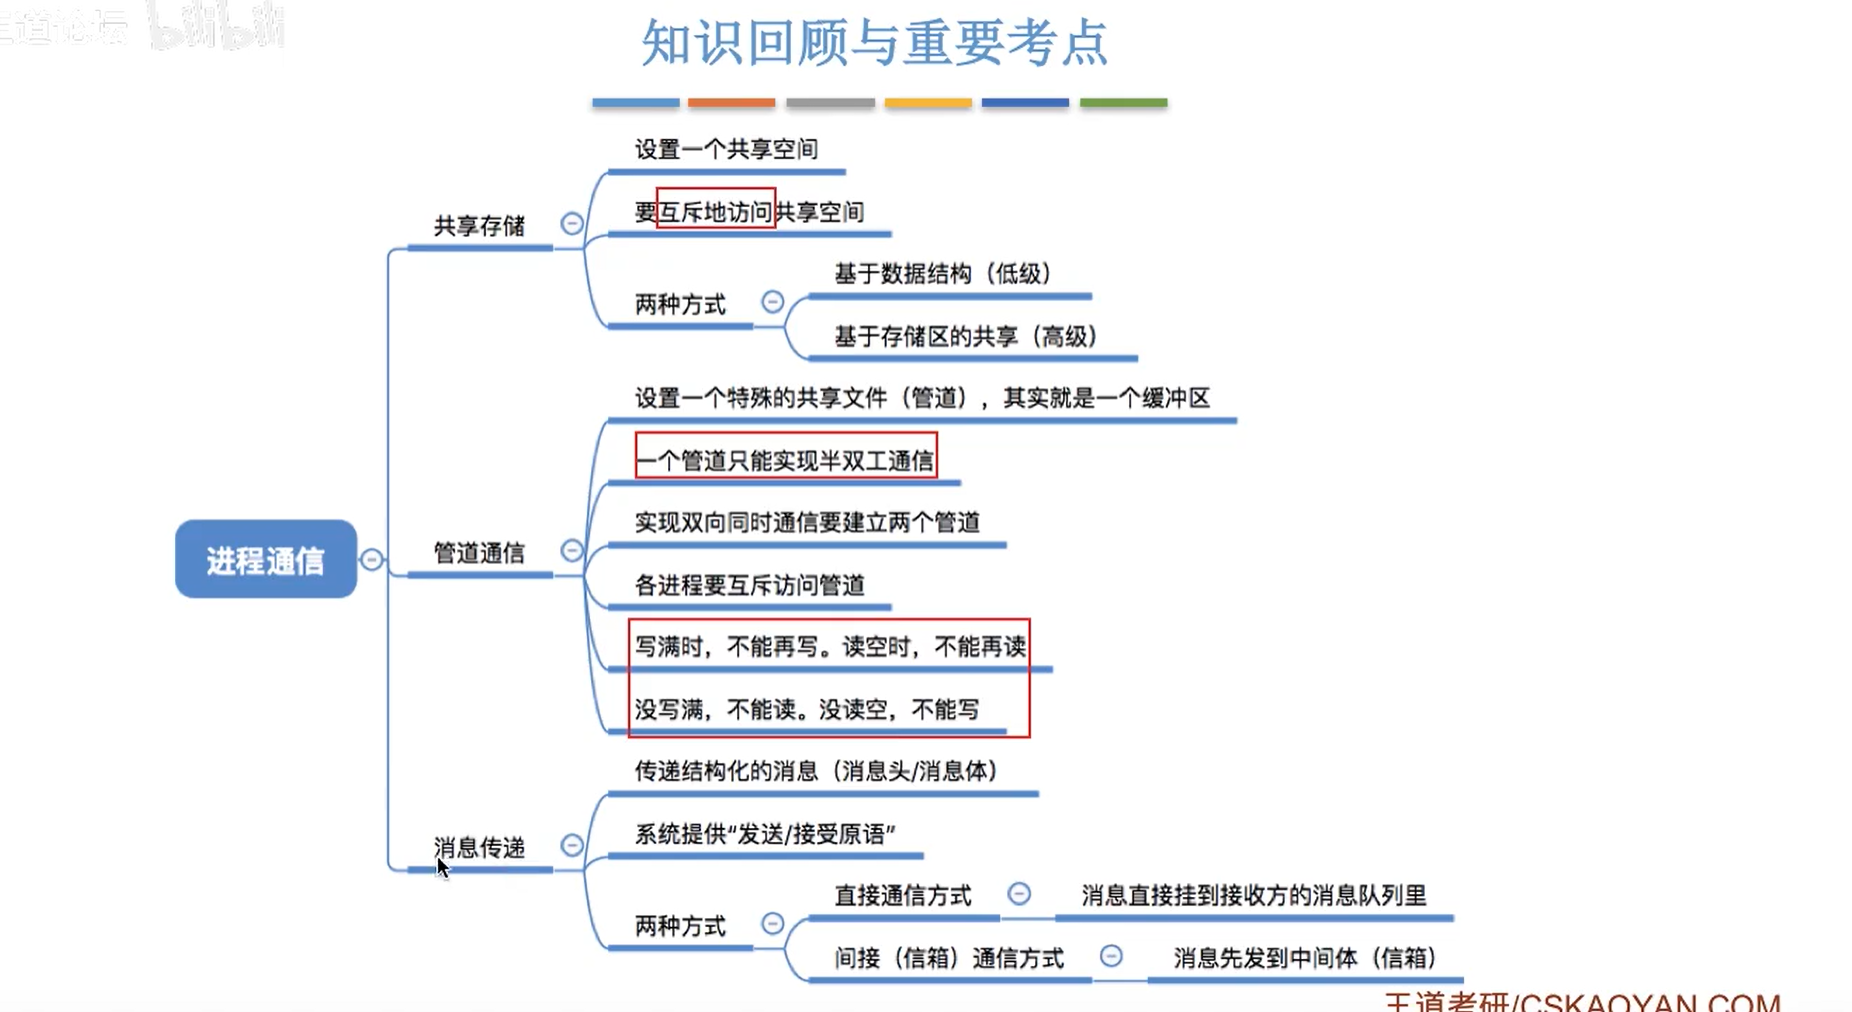 王道论坛 bilibili
知识回顾与重要考点
设置一个共享空间
要互斥地访问共享空间
共享存储
基于数据结构（低级）
两种方式
基于存储区的共享（高级）
设置一个特殊的共享文件（管道），其实就是一个缓冲区
一个管道只能实现半双工通信
实现双向同时通信要建立两个管道
管道通信
进程通信
各进程要互斥访问管道
写满时，不能再写。读空时，不能再读
没写满，不能读。没读空，不能写
传递结构化的消息（消息头/消息体）
系统提供“发送/接受原语”
消息传递
直接通信方式
消息直接挂到接收方的消息队列里
两种方式
间接（信箱）通信方式
消息先发到中间体（信箱）
王道考研/CSKAOYAN.COM